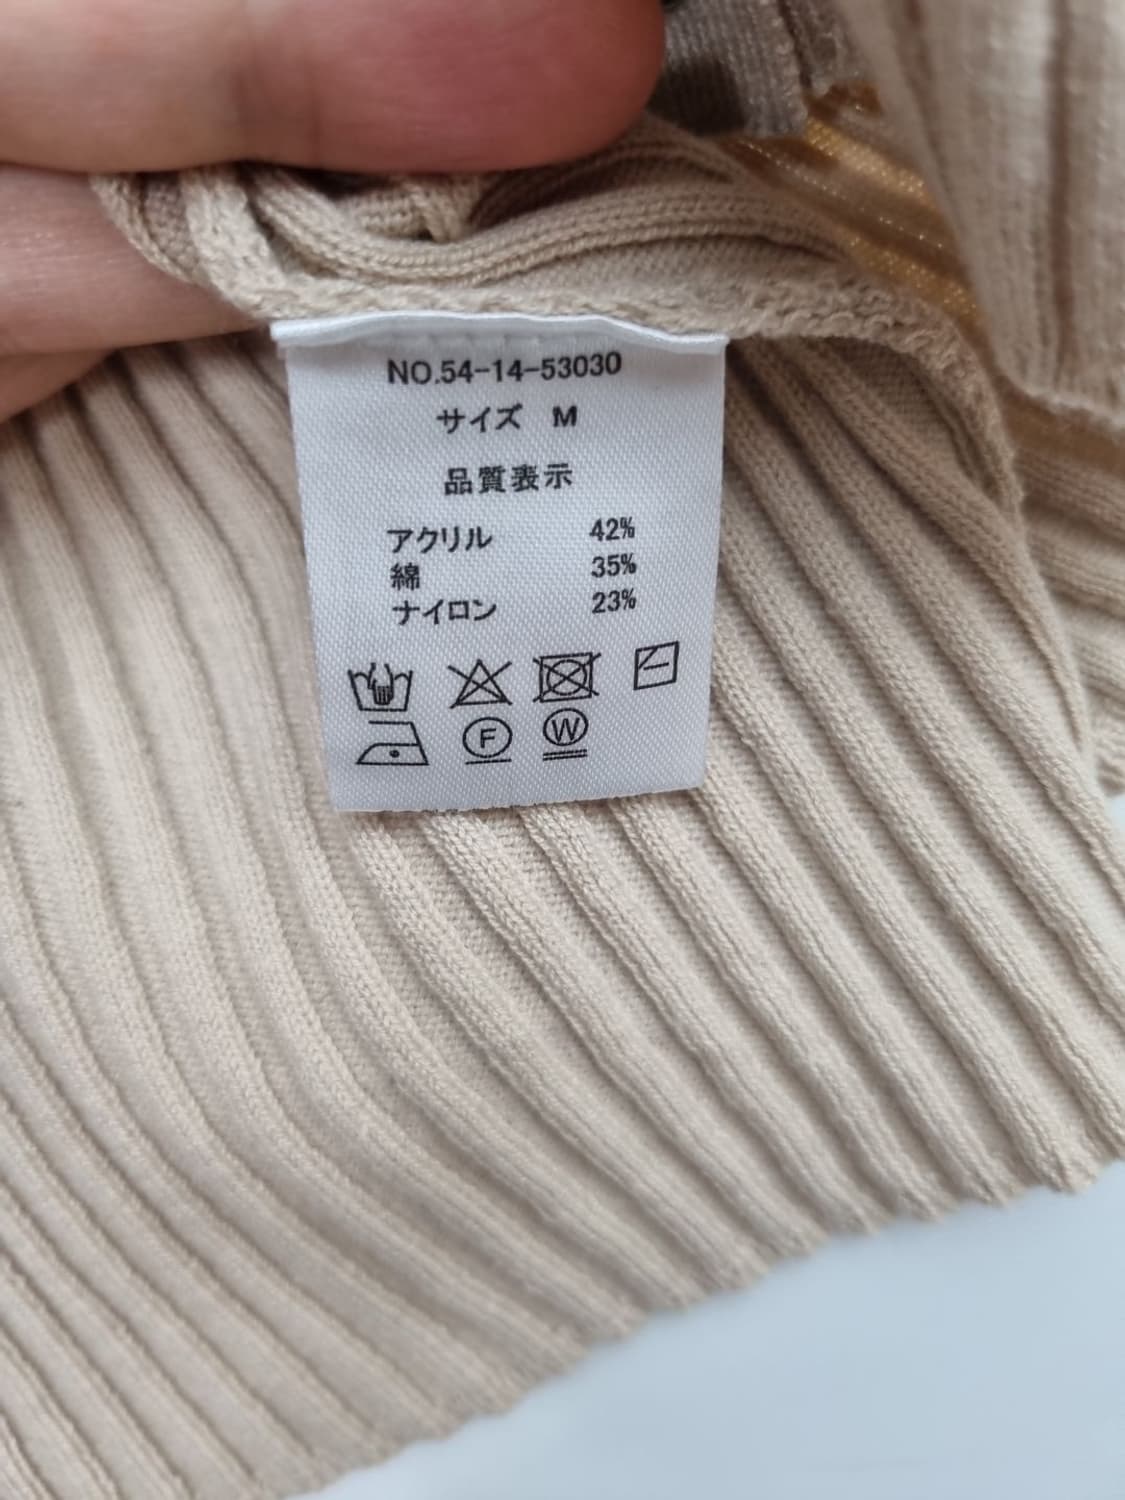 NO.54-14-53030
サイズ M
品質表示
アクリル 42%
綿 35%
ナイロン 23%
F W